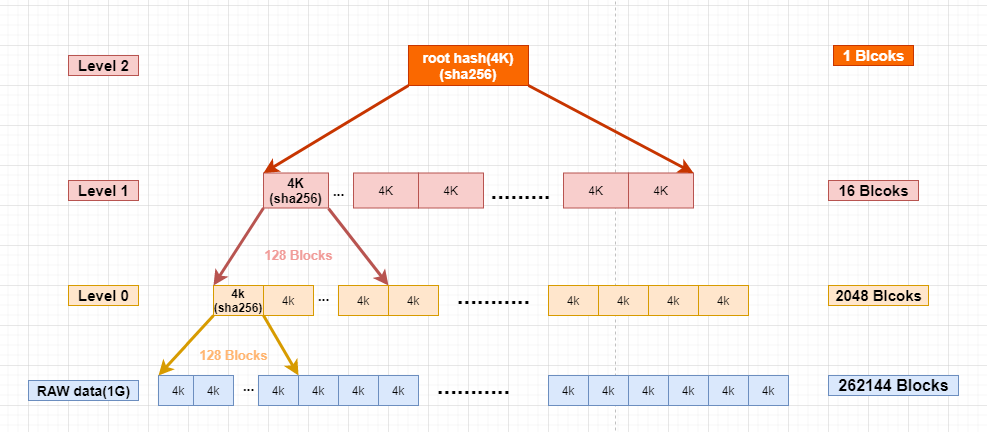 Level 2
root hash(4K)
(sha256)
1 Blcoks
Level 1
4K
(sha256)
...
4K
4K
.........
4K
4K
16 Blcoks
128 Blocks
Level 0
4k
(sha256)
4k
...
4k
4k
...........
4k
4k
4k
4k
2048 Blcoks
128 Blocks
RAW data(1G)
4k
4k
...
4k
4k
4k
4k
...........
4k
4k
4k
4k
4k
4k
262144 Blocks